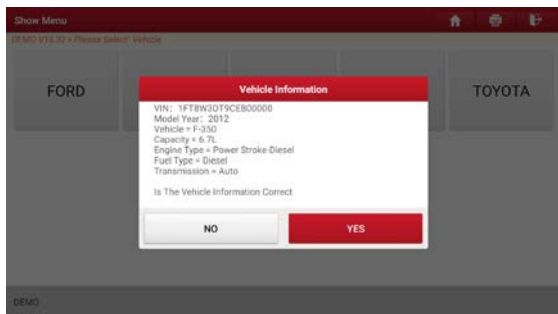 Show Menu
DEMO V15.32 > Please Select Vehicle
FORD
TOYOTA
Vehicle Information
VIN: 1FT8W3DT9CEB00000
Model Year: 2012
Vehicle = F-350
Capacity = 6.7L
Engine Type = Power Stroke-Diesel
Fuel Type = Diesel
Transmission = Auto
Is The Vehicle Information Correct
NO
YES
DEMO